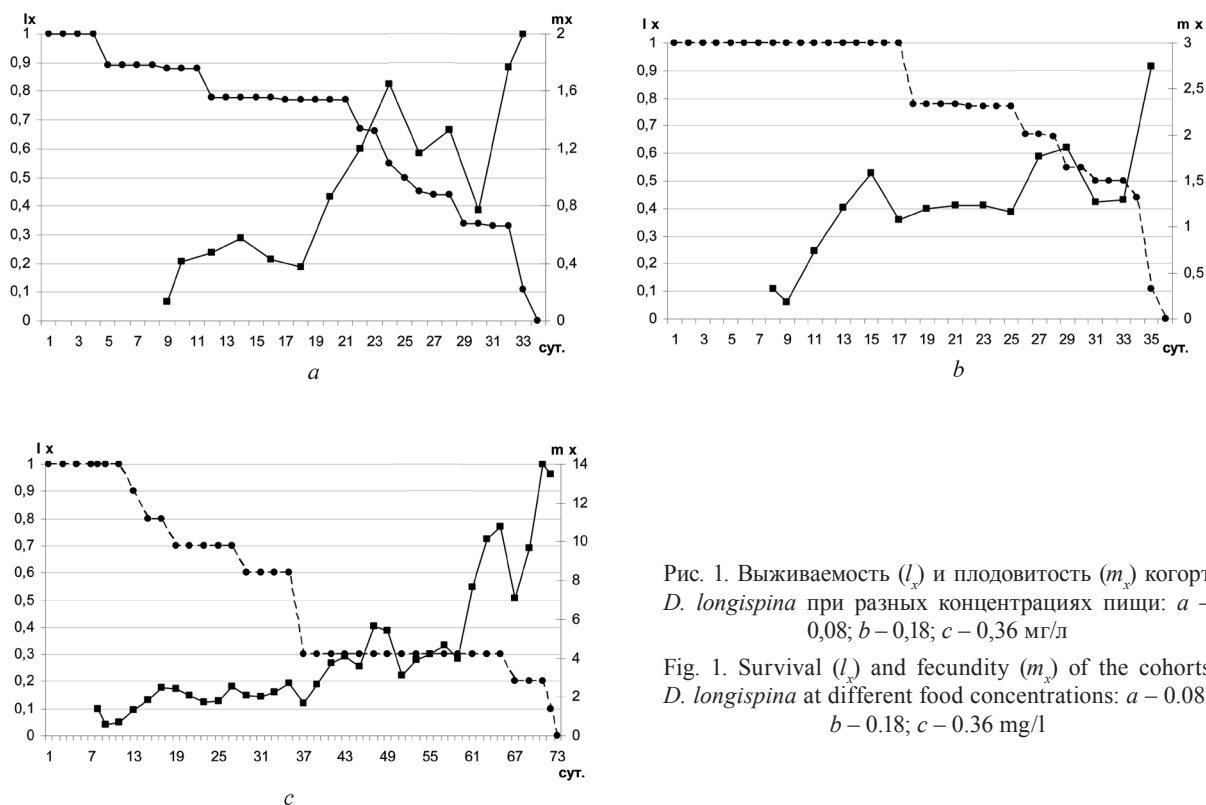 lx mx
1 2
0,9
0,8 1,6
0,7
0,6 1,2
0,5
0,4 0,8
0,3
0,2 0,4
0,1
0 0
1 3 5 7 9 11 13 15 17 19 21 23 25 27 29 31 33
сут.
a
l x m x
1 3
0,9
0,8 2,5
0,7 2
0,6
0,5 1,5
0,4
0,3 1
0,2 0,5
0,1
0 0
1 3 5 7 9 11 13 15 17 19 21 23 25 27 29 31 33 35
сут.
b
l x m x
1 14
0,9 12
0,8
0,7 10
0,6 8
0,5
0,4 6
0,3 4
0,2
0,1 2
0 0
1 7 13 19 25 31 37 43 49 55 61 67 73
сут.
c
Рис. 1. Выживаемость (lx) и плодовитость (mx) когорт
D. longispina при разных концентрациях пищи: a –
0,08; b – 0,18; c – 0,36 мг/л
Fig. 1. Survival (lx) and fecundity (mx) of the cohorts
D. longispina at different food concentrations: a – 0.08
b – 0.18; c – 0.36 mg/l